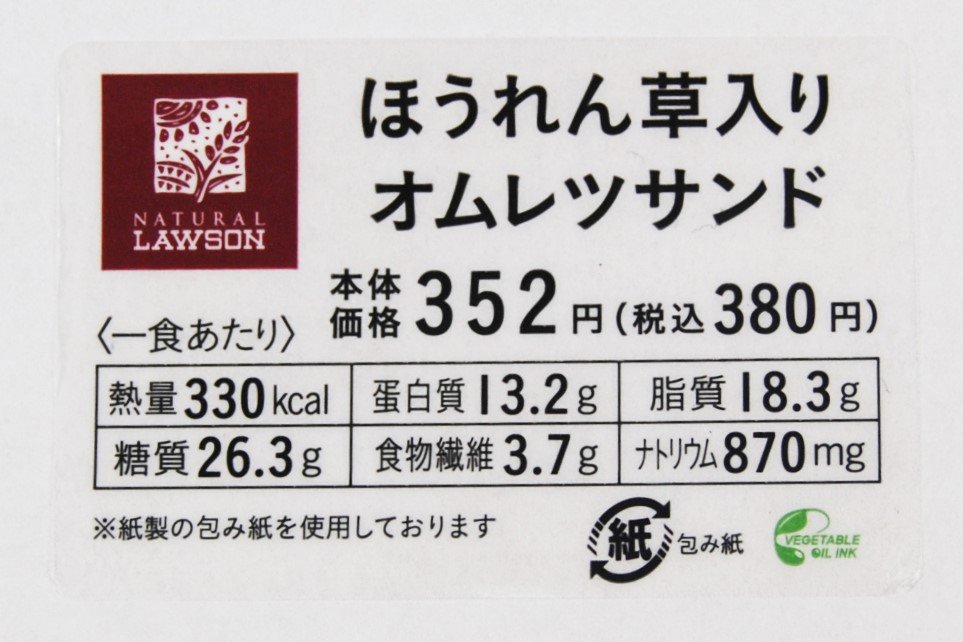 ほうれん草入り
オムレツサンド
NATURAL
LAWSON
本体価格 352円(税込380円)
〈一食あたり〉
熱量330kcal 蛋白質13.2g 脂質18.3g
糖質26.3g 食物繊維3.7g ナトリウム870mg
※紙製の包み紙を使用しております
紙 包み紙
VEGETABLE
OIL INK